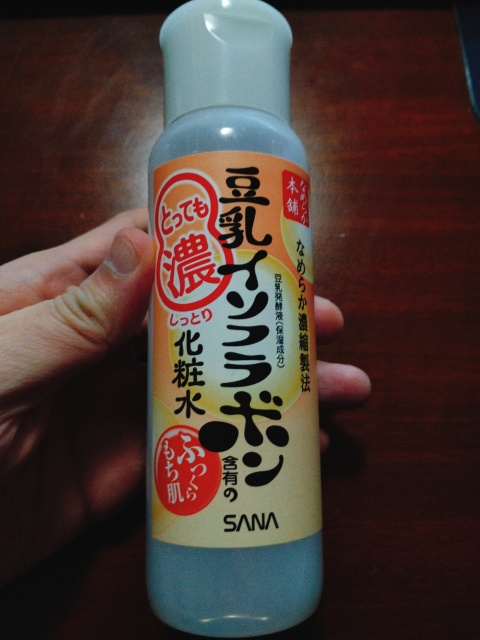 なめらか
本舗
なめらか濃縮製法
豆乳イソフラボン
含有の
豆乳発酵液(保湿成分)
とっても
濃
しっとり
化粧水
ふっくら
もち肌
SANA